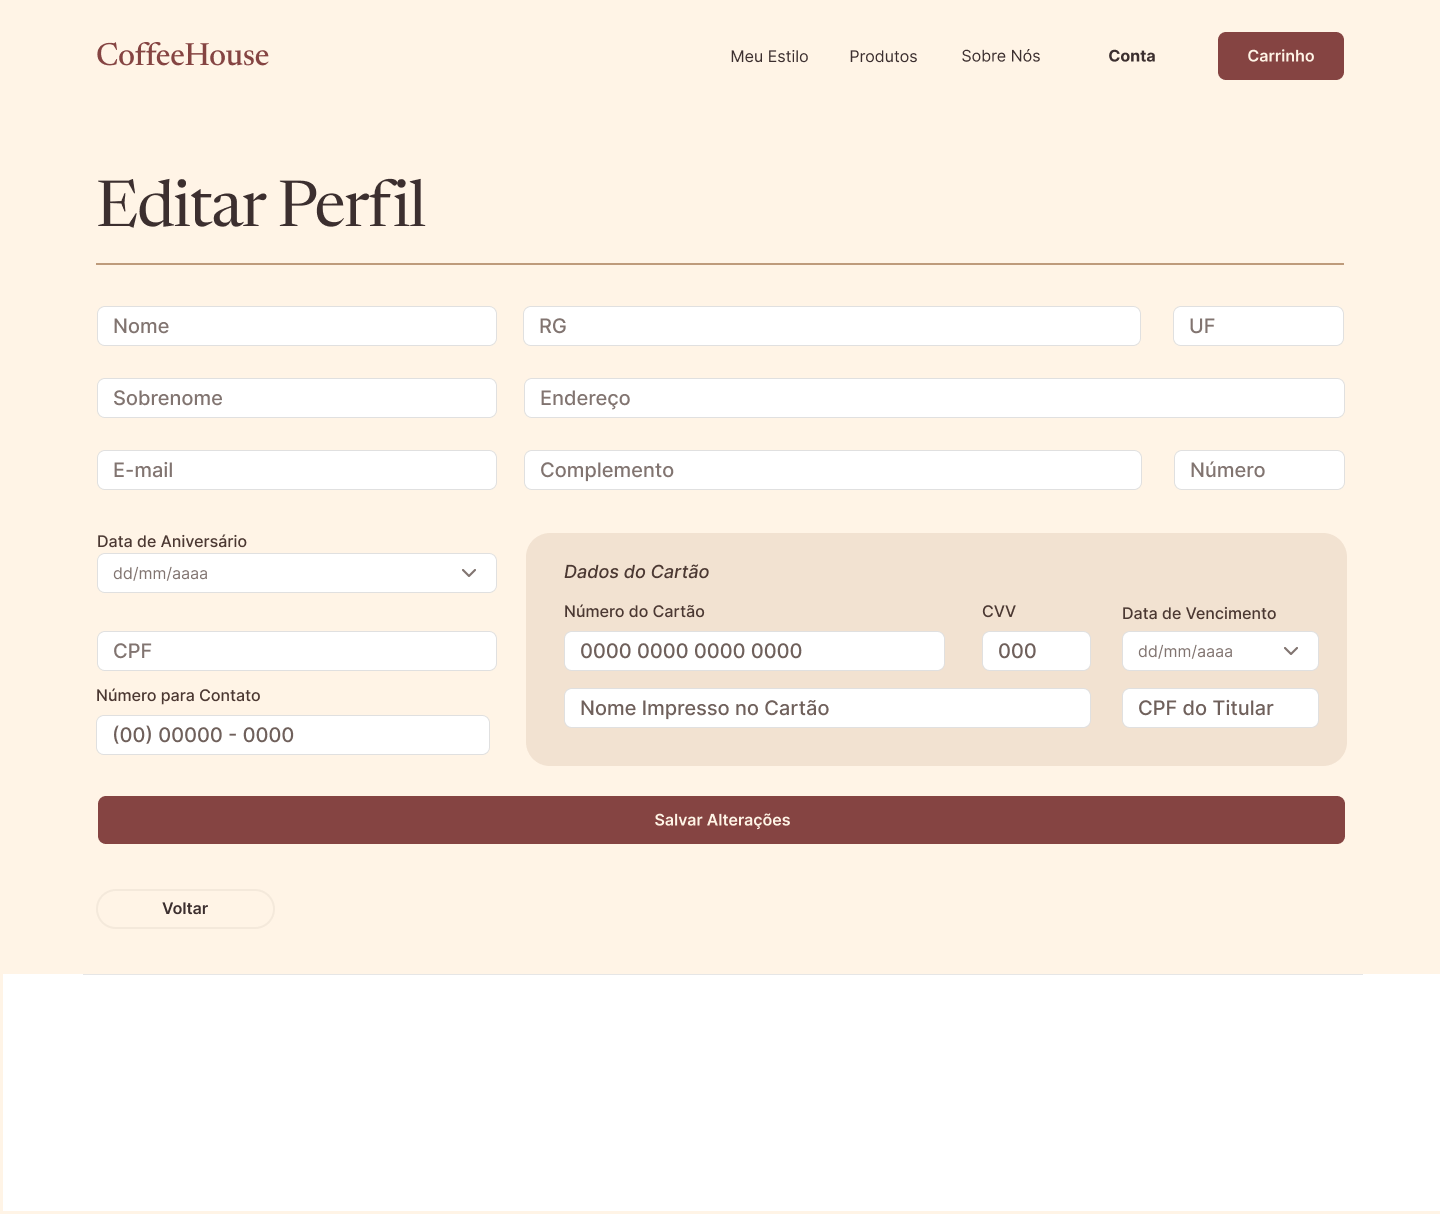 CoffeeHouse
Meu Estilo
Produtos
Sobre Nós
Conta
Carrinho
Editar Perfil
Nome
RG
UF
Sobrenome
Endereço
E-mail
Complemento
Número
Data de Aniversário
dd/mm/aaaa
CPF
Número para Contato
(00) 00000 - 0000
Dados do Cartão
Número do Cartão
CVV
Data de Vencimento
0000 0000 0000 0000
000
dd/mm/aaaa
Nome Impresso no Cartão
CPF do Titular
Salvar Alterações
Voltar